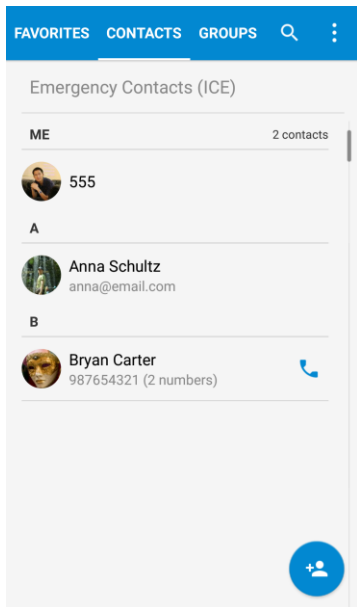 FAVORITES CONTACTS GROUPS
Emergency Contacts (ICE)
ME 2 contacts
555
A
Anna Schultz
anna@email.com
B
Bryan Carter
987654321 (2 numbers)